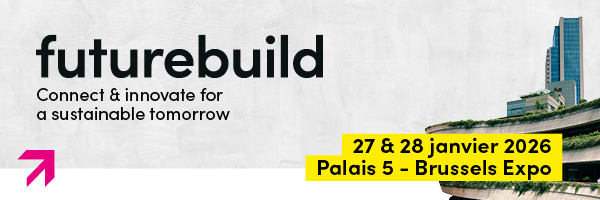 futurebuild
Connect & innovate for
a sustainable tomorrow
27 & 28 janvier 2026
Palais 5 - Brussels Expo